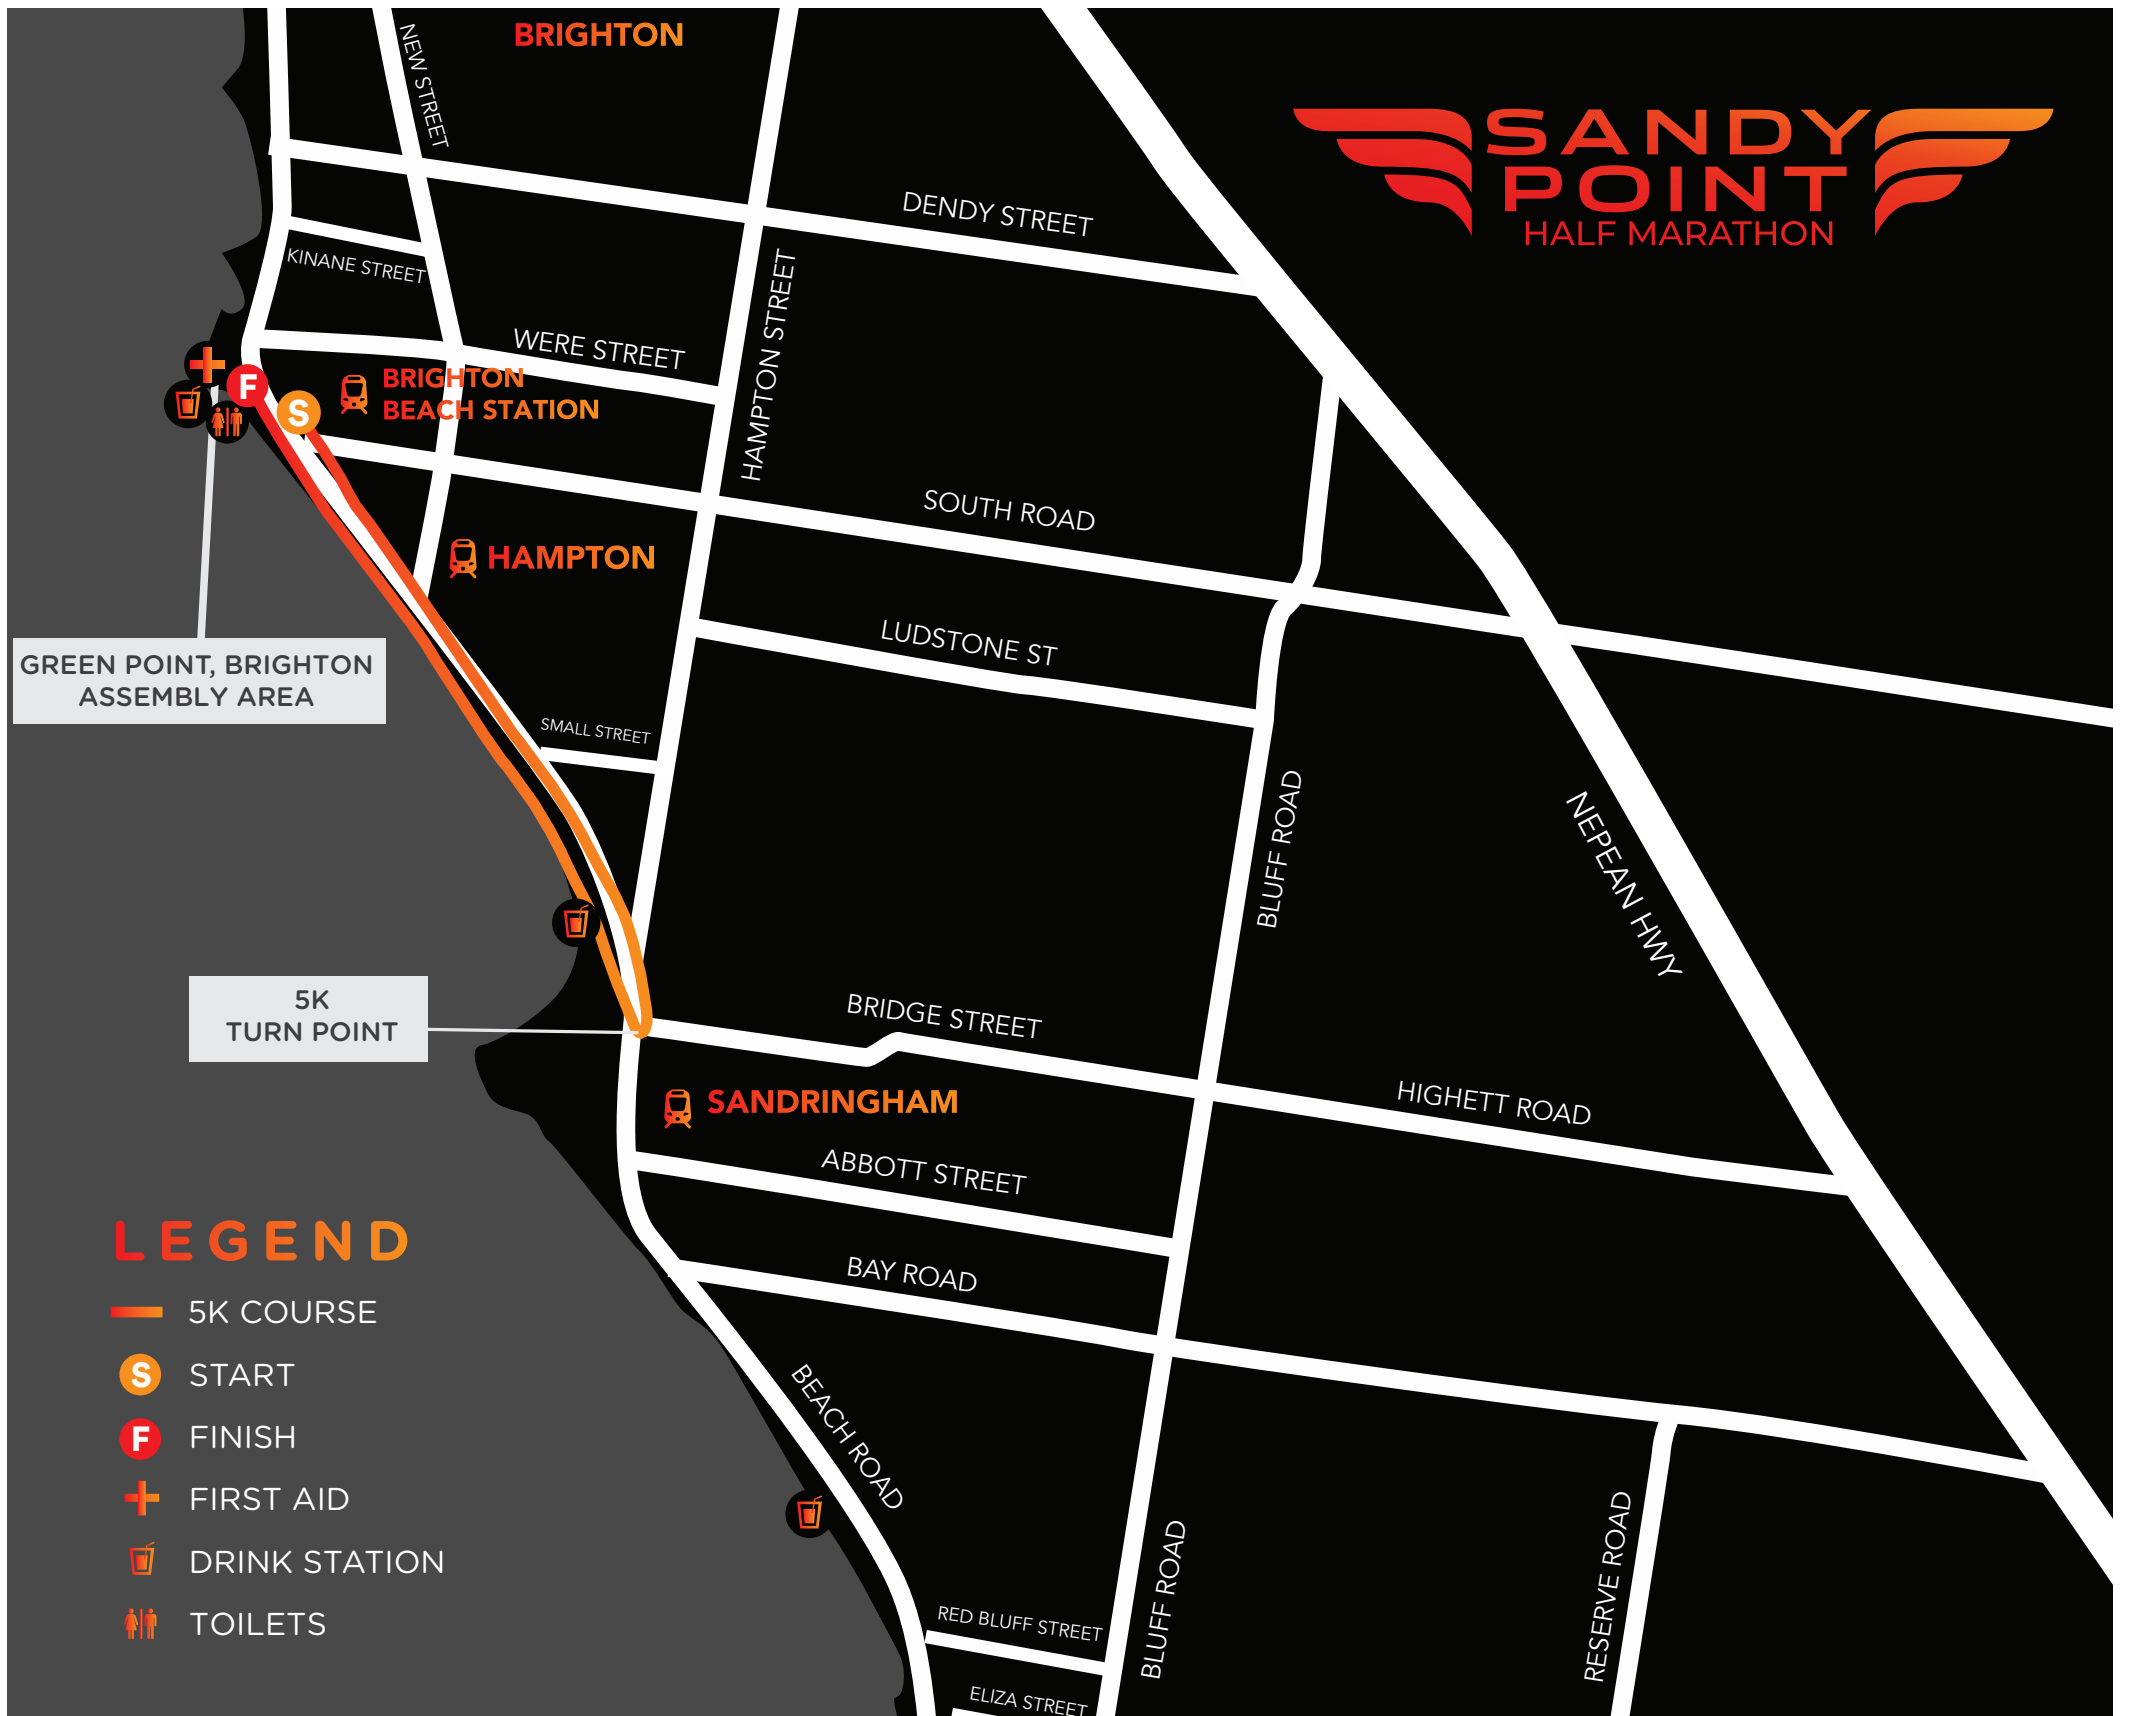 BRIGHTON
NEW STREET
SANDY
POINT
HALF MARATHON
DENDY STREET
KINANE STREET
HAMPTON STREET
WERE STREET
F
S
BRIGHTON
BEACH STATION
SOUTH ROAD
HAMPTON
LUDSTONE ST
GREEN POINT, BRIGHTON
ASSEMBLY AREA
SMALL STREET
BLUFF ROAD
NEPEAN HWY
5K
TURN POINT
BRIDGE STREET
SANDRINGHAM
HIGHETT ROAD
ABBOTT STREET
BAY ROAD
BEACH ROAD
BLUFF ROAD
RESERVE ROAD
RED BLUFF STREET
ELIZA STREET
LEGEND
5K COURSE
S START
F FINISH
FIRST AID
DRINK STATION
TOILETS